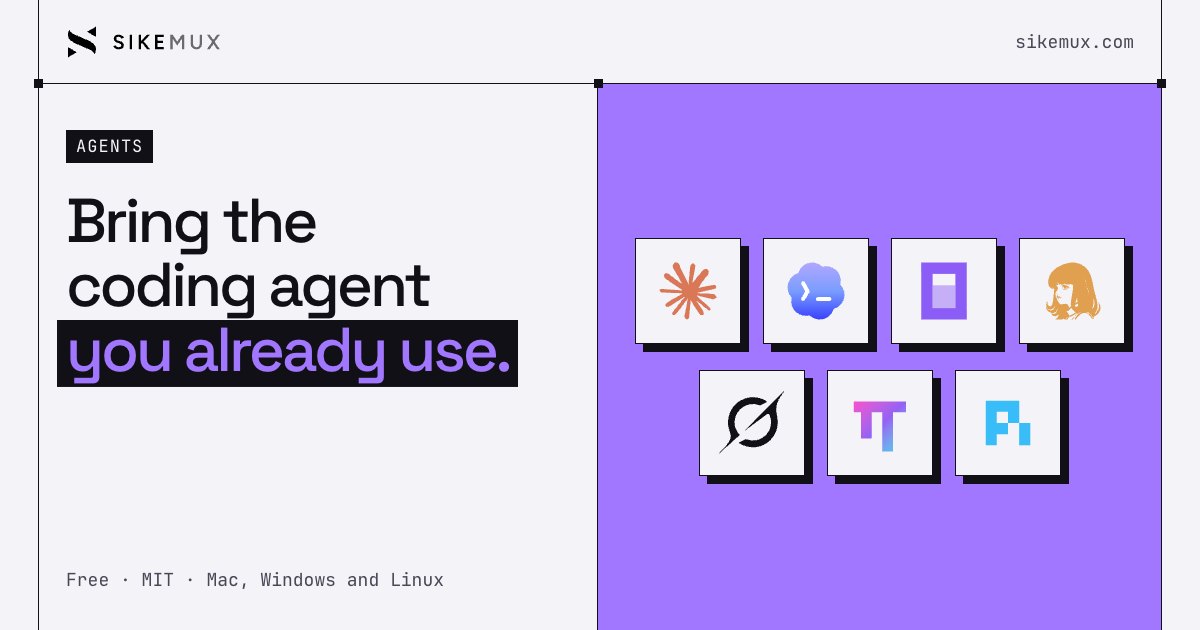 SIKEMUX
sikemux.com
AGENTS
Bring the
coding agent
you already use.
Free · MIT · Mac, Windows and Linux